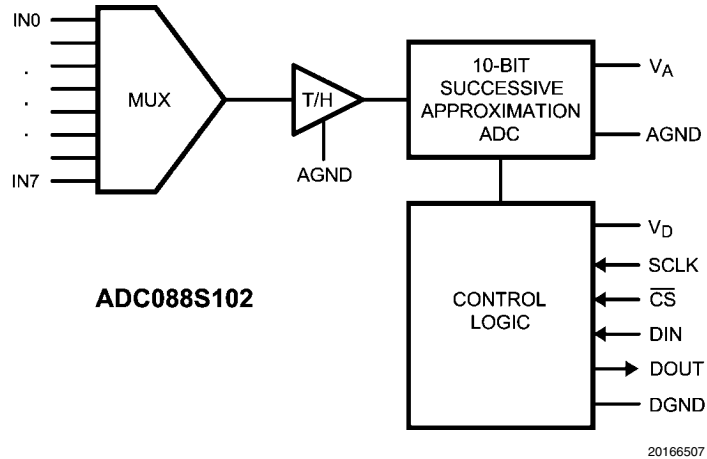 IN0
IN7
MUX
T/H
AGND
10-BIT
SUCCESSIVE
APPROXIMATION
ADC
VA
AGND
CONTROL
LOGIC
VD
SCLK
C̅S̅
DIN
DOUT
DGND
ADC088S102
20166507